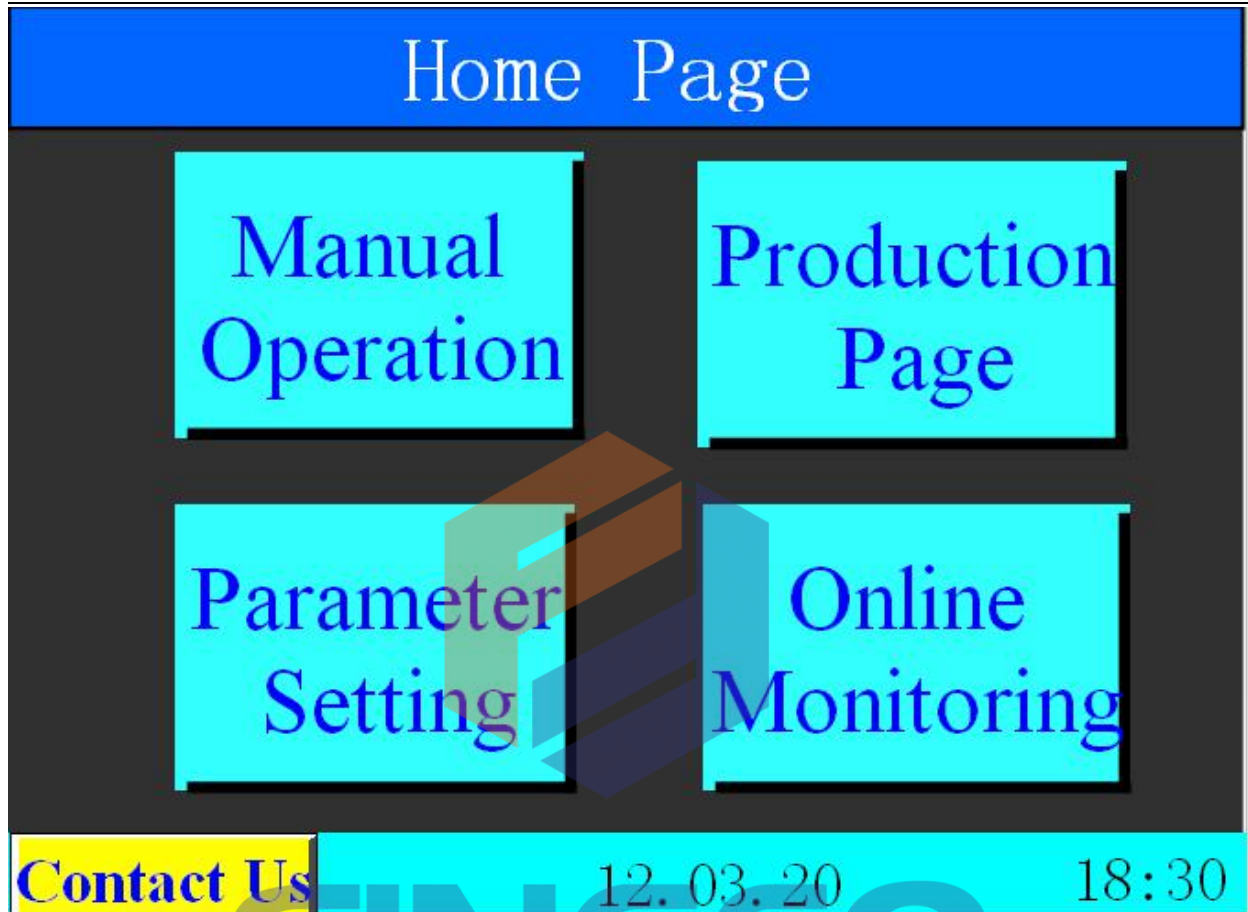 Home Page
Manual
Operation
Production
Page
Parameter
Setting
Online
Monitoring
Contact Us
12.03.20
18:30